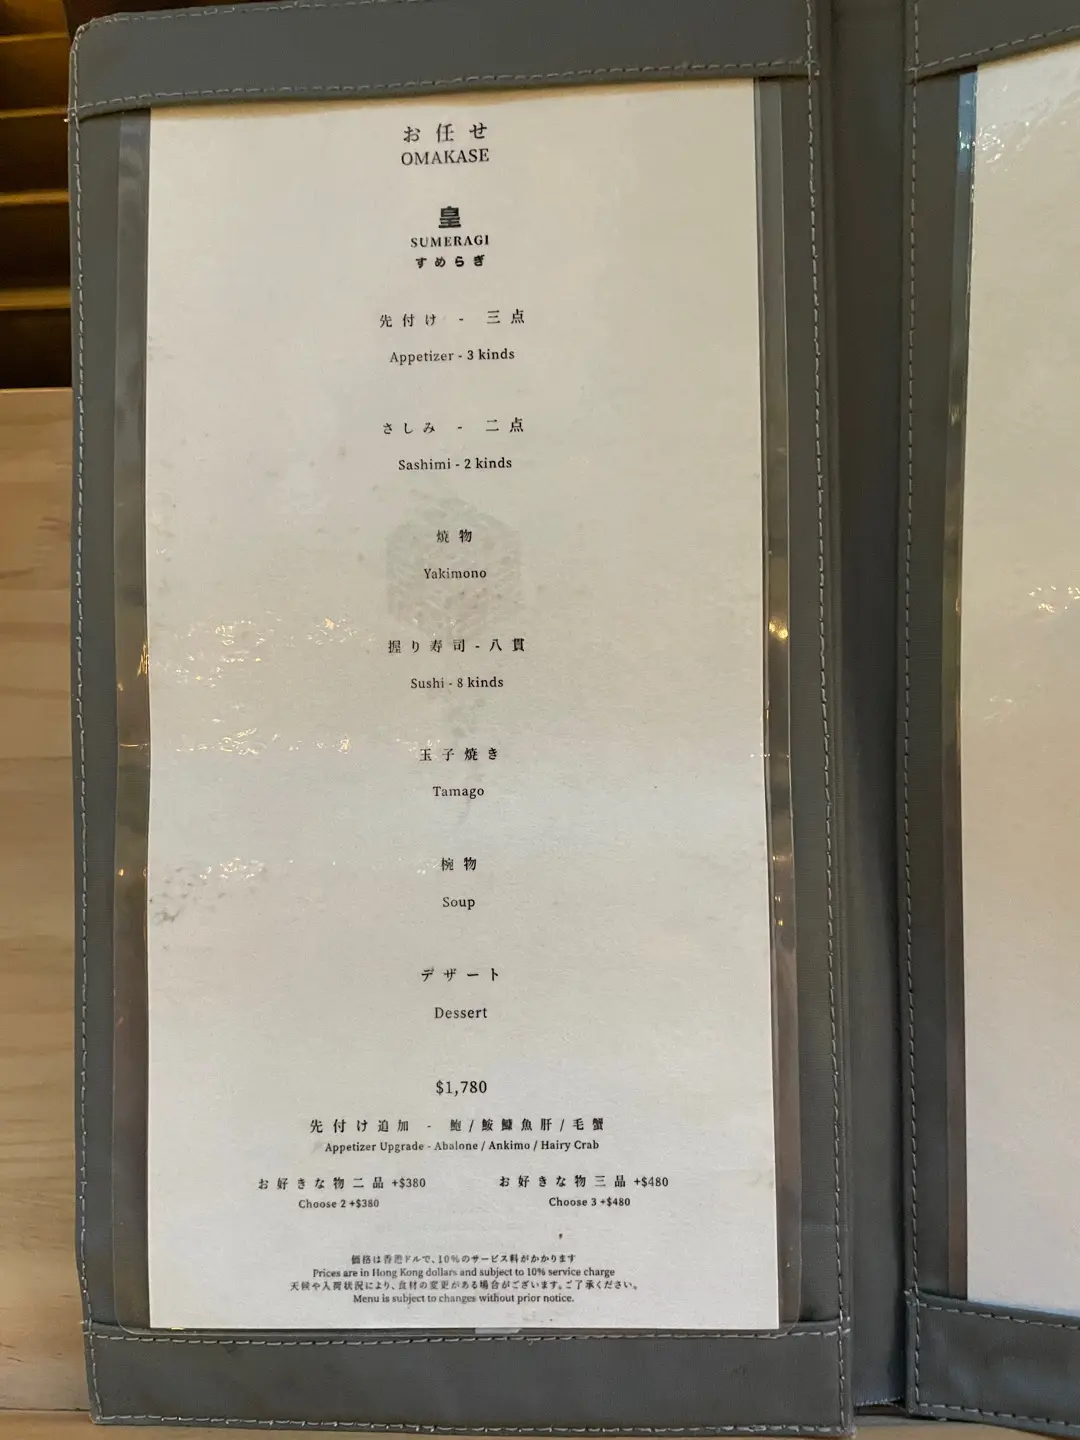 お任せ
OMAKASE
皇
SUMERAGI
すめらぎ
先付け - 三点
Appetizer - 3 kinds
さしみ - 二点
Sashimi - 2 kinds
焼物
Yakimono
握り寿司-八貫
Sushi - 8 kinds
玉子焼き
Tamago
椀物
Soup
デザート
Dessert
$1,780
先付け追加 - 鮑/鮟鱇魚肝/毛蟹
Appetizer Upgrade - Abalone / Ankimo / Hairy Crab
お好きな物二品 +$380
Choose 2 +$380
お好きな物三品 +$480
Choose 3 +$480
価格は香港ドルで、10%のサービス料がかかります
Prices are in Hong Kong dollars and subject to 10% service charge
天候や入荷状況により、食材の変更がある場合がございます。ご了承ください。
Menu is subject to changes without prior notice.